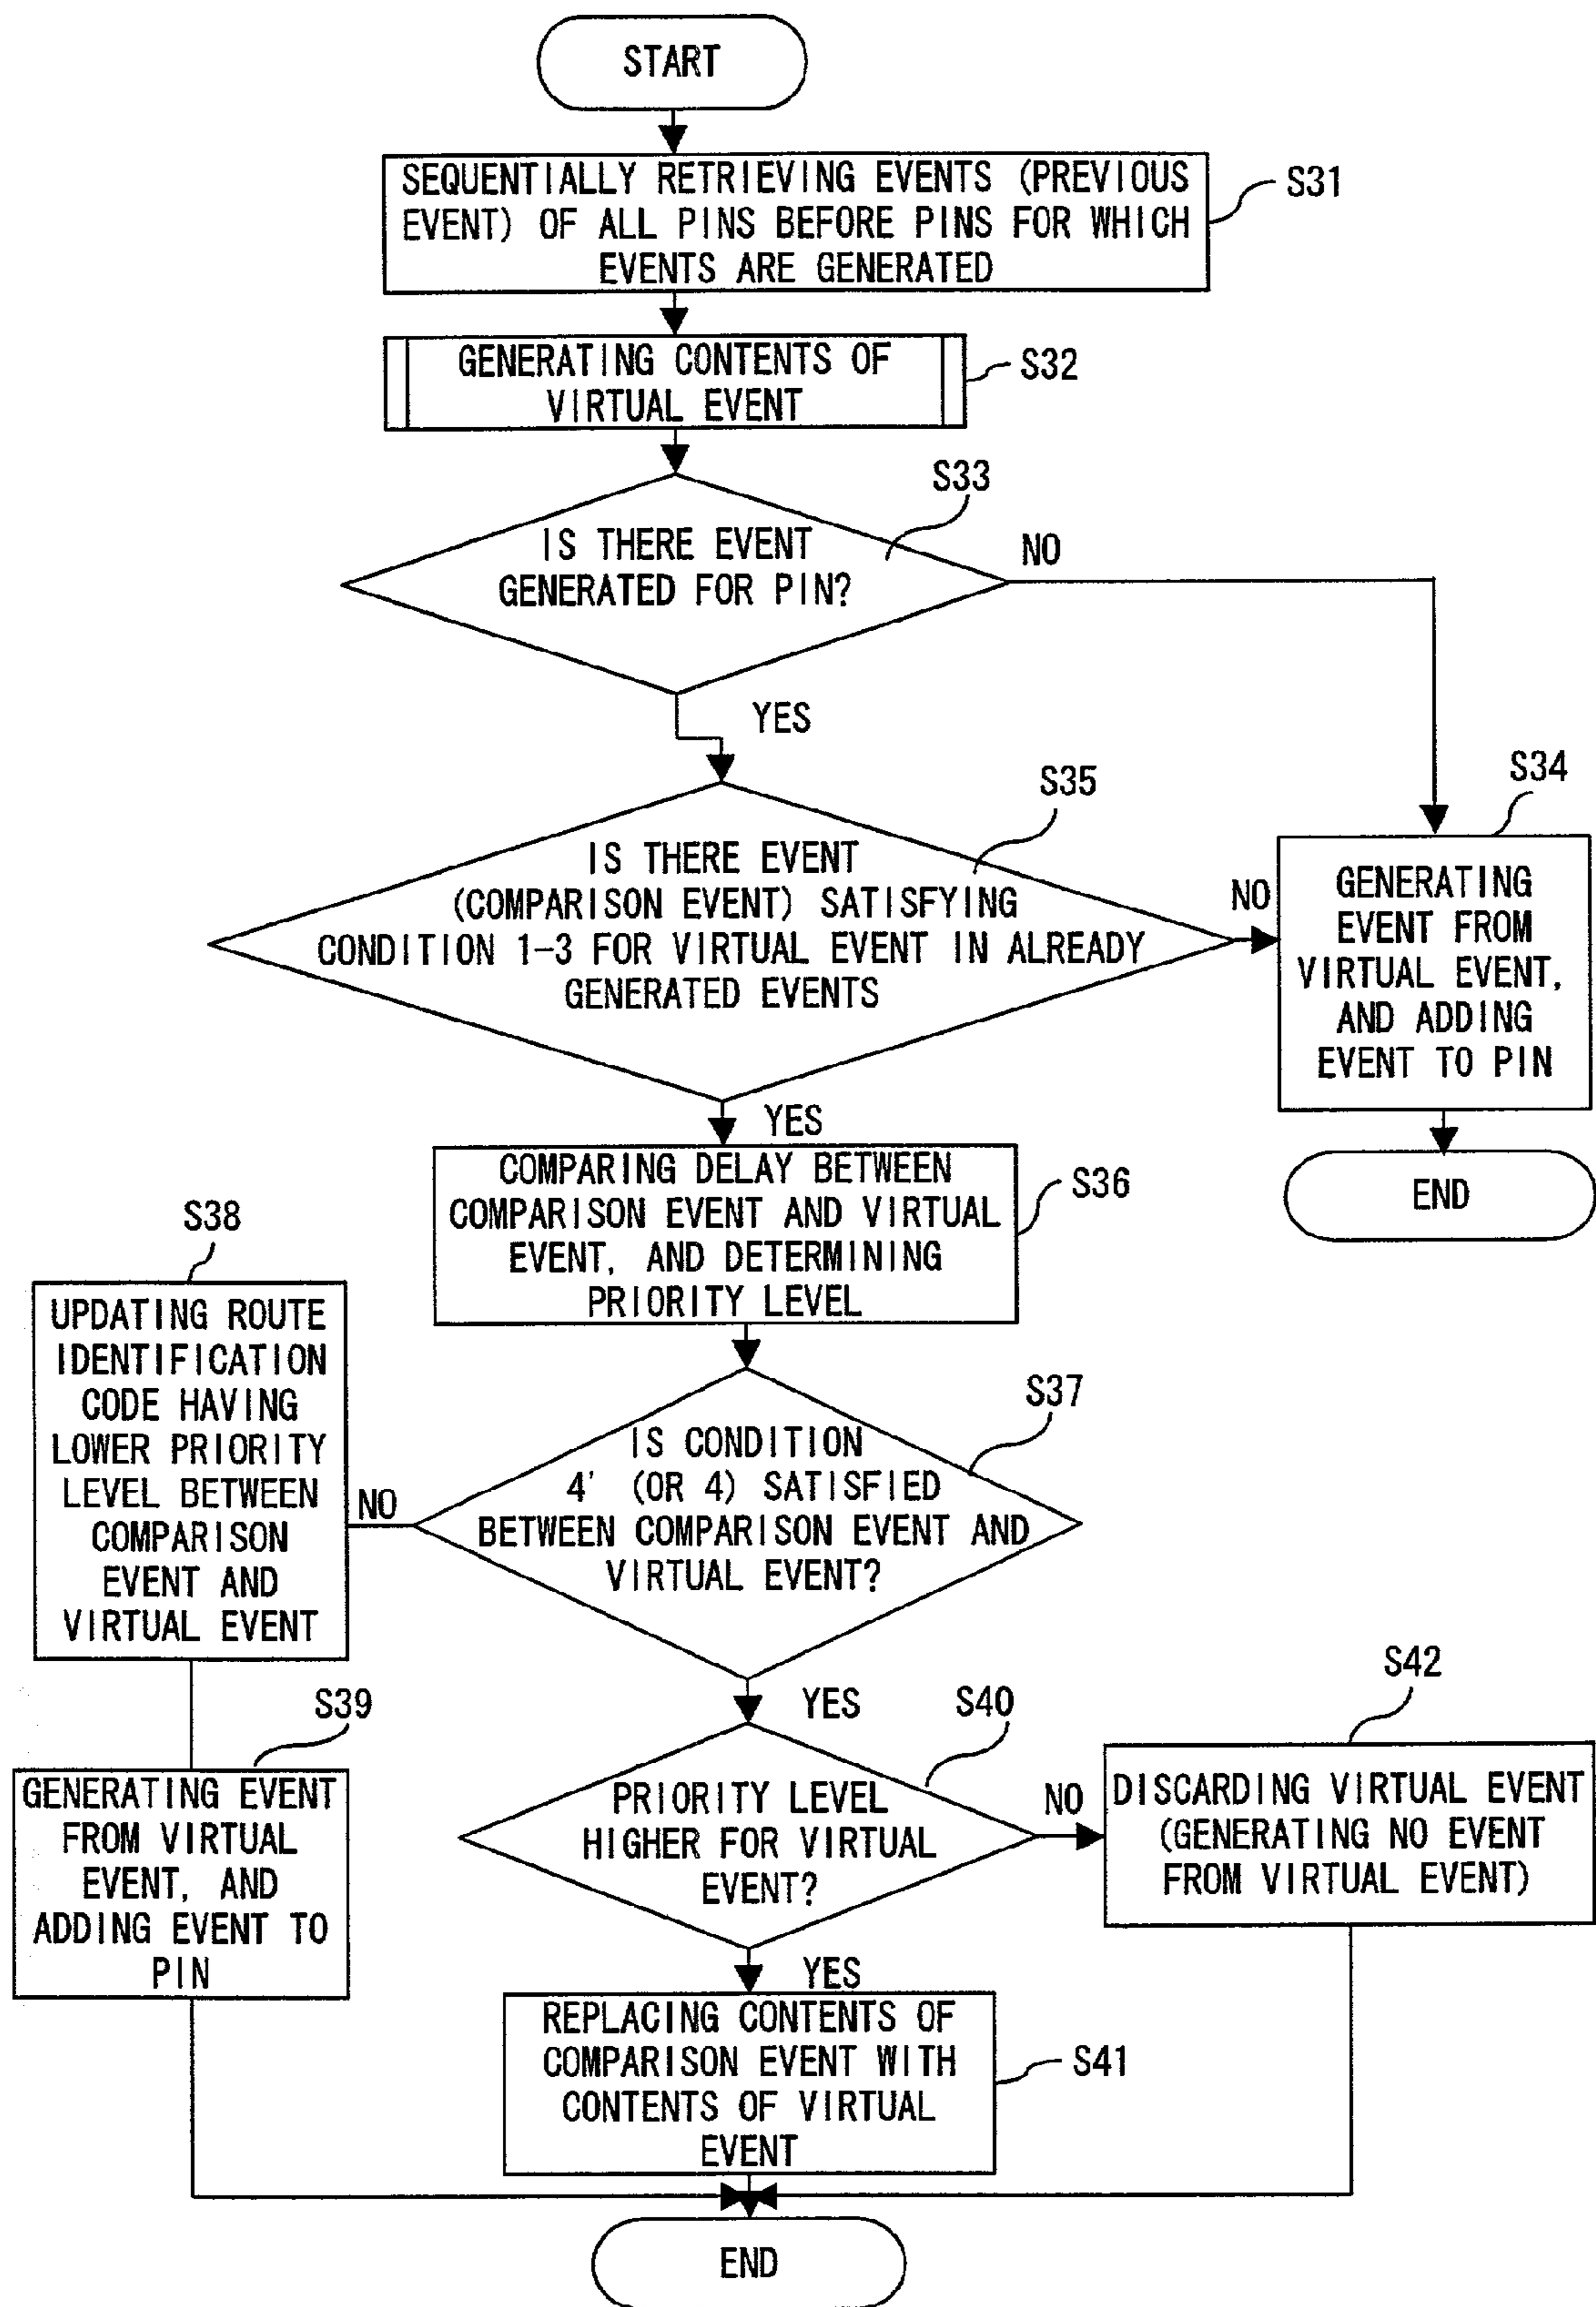 START
SEQUENTIALLY RETRIEVING EVENTS (PREVIOUS
EVENT) OF ALL PINS BEFORE PINS FOR WHICH
EVENTS ARE GENERATED
S31
GENERATING CONTENTS OF
VIRTUAL EVENT
S32
S33
IS THERE EVENT
GENERATED FOR PIN?
NO
YES
S35
IS THERE EVENT
(COMPARISON EVENT) SATISFYING
CONDITION 1-3 FOR VIRTUAL EVENT IN ALREADY
GENERATED EVENTS
NO
S34
GENERATING
EVENT FROM
VIRTUAL EVENT,
AND ADDING
EVENT TO PIN
END
YES
COMPARING DELAY BETWEEN
COMPARISON EVENT AND VIRTUAL
EVENT, AND DETERMINING
PRIORITY LEVEL
S36
S37
IS CONDITION
4' (OR 4) SATISFIED
BETWEEN COMPARISON EVENT AND
VIRTUAL EVENT?
NO
S38
UPDATING ROUTE
IDENTIFICATION
CODE HAVING
LOWER PRIORITY
LEVEL BETWEEN
COMPARISON
EVENT AND
VIRTUAL EVENT
S39
GENERATING EVENT
FROM VIRTUAL
EVENT, AND
ADDING EVENT TO
PIN
YES
S40
PRIORITY LEVEL
HIGHER FOR VIRTUAL
EVENT?
NO
S42
DISCARDING VIRTUAL EVENT
(GENERATING NO EVENT
FROM VIRTUAL EVENT)
YES
REPLACING CONTENTS OF
COMPARISON EVENT WITH
CONTENTS OF VIRTUAL
EVENT
S41
END